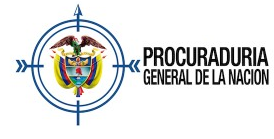 PROCURADURIA
GENERAL DE LA NACION